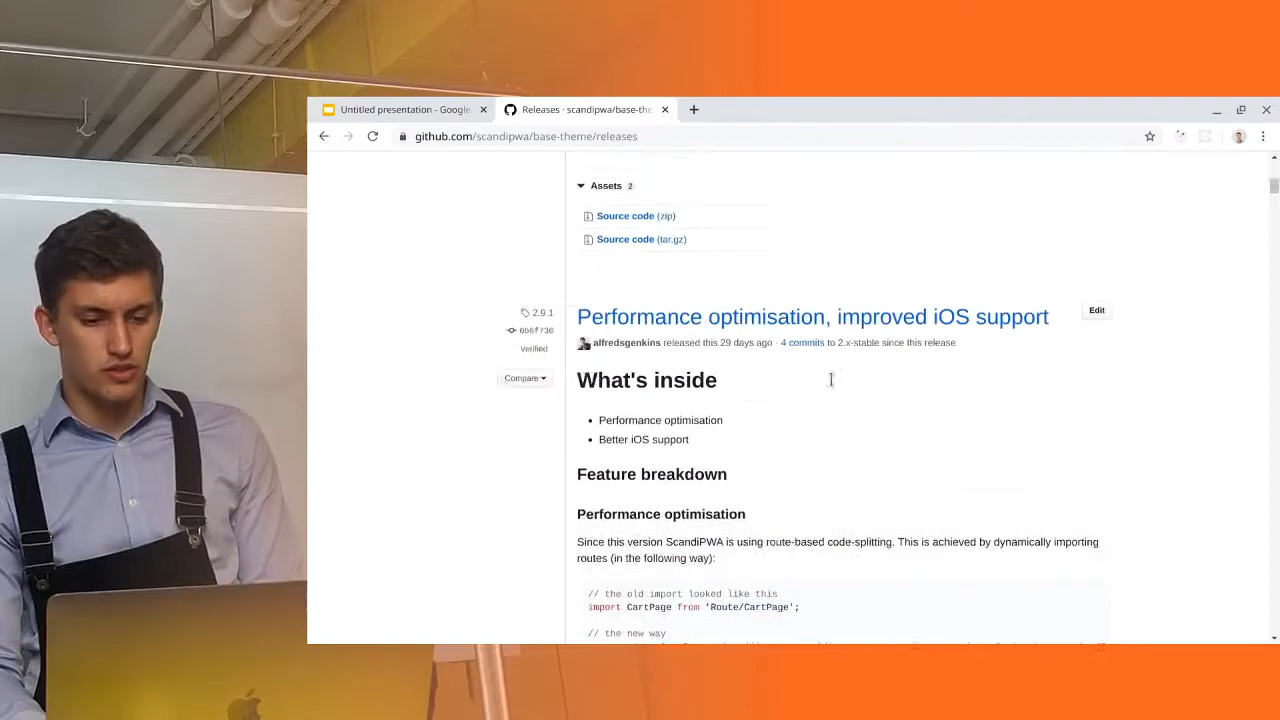 Untitled presentation - Google
Releases · scandipwa/base-the
github.com/scandipwa/base-theme/releases
Assets 2
Source code (zip)
Source code (tar.gz)
2.9.1
0b6f730
Verified
Compare
Performance optimisation, improved iOS support
Edit
alfredsgenkins released this 29 days ago · 4 commits to 2.x-stable since this release
What's inside
• Performance optimisation
• Better iOS support
Feature breakdown
Performance optimisation
Since this version ScandiPWA is using route-based code-splitting. This is achieved by dynamically importing
routes (in the following way):
// the old import looked like this
import CartPage from 'Route/CartPage';
// the new way